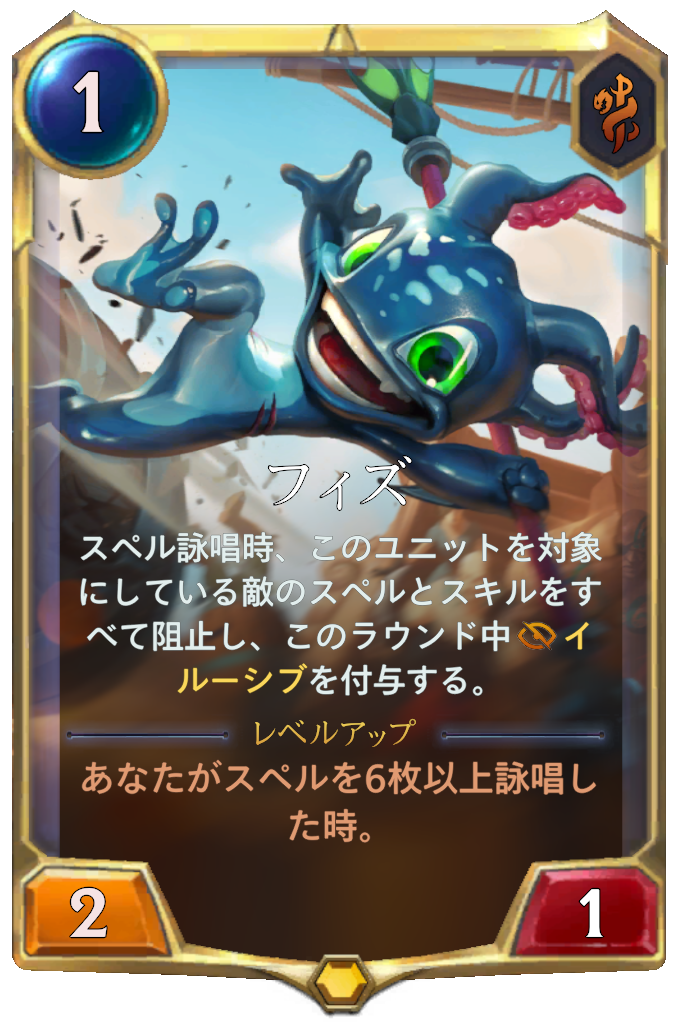 1
フィズ
スペル詠唱時、このユニットを対象
にしている敵のスペルとスキルをす
べて阻止し、このラウンド中イ
ルーシブを付与する。
レベルアップ
あなたがスペルを6枚以上詠唱し
た時。
2
1